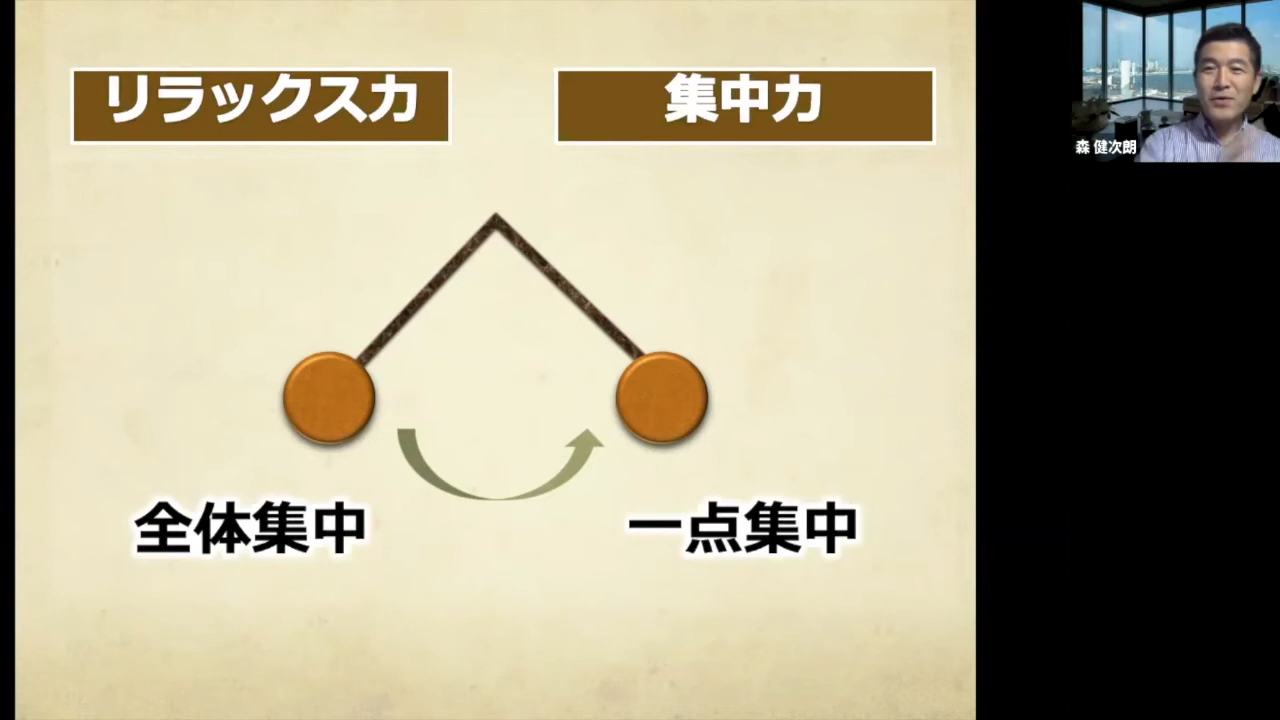 リラックス力
集中力
森 健次朗
全体集中
一点集中